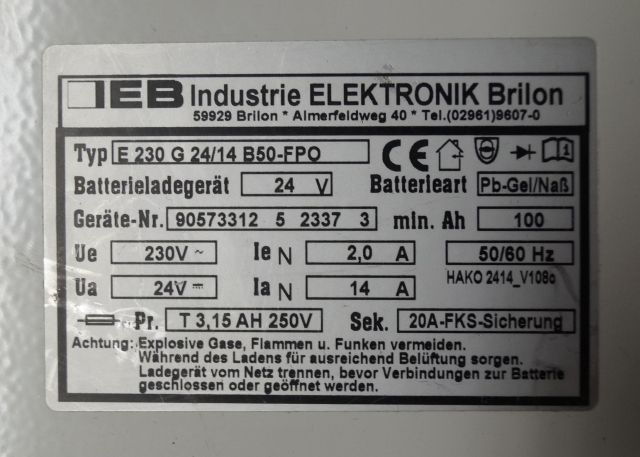 IEB Industrie ELEKTRONIK Brilon
59929 Brilon * Almerfeldweg 40 * Tel.(02961)9607-0
Typ E 230 G 24/14 B50-FPO CE
Batterieladegerät 24 V Batterieart Pb-Gel/Naß
Geräte-Nr. 90573312 5 2337 3 min. Ah 100
Ue 230V ~ Ie N 2,0 A 50/60 Hz
Ua 24V ⎓ Ia N 14 A HAKO 2414_V108c
Pr. T 3,15 AH 250V Sek. 20A-FKS-Sicherung
Achtung: Explosive Gase, Flammen u. Funken vermeiden.
Während des Ladens für ausreichend Belüftung sorgen.
Ladegerät vom Netz trennen, bevor Verbindungen zur Batterie
geschlossen oder geöffnet werden.